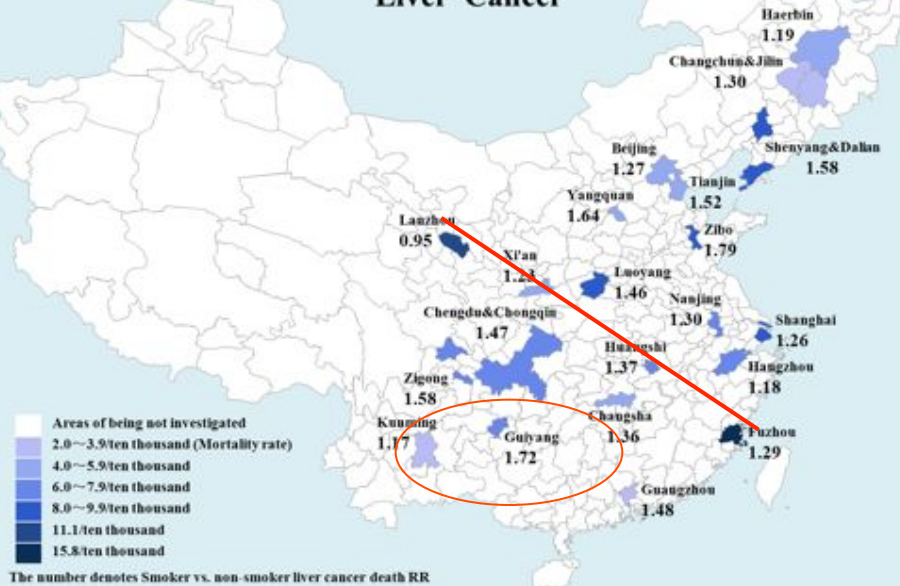 Liver Cancer
Haerbin
1.19
Changchun&Jilin
1.30
Shenyang&Dalian
1.58
Beijing
1.27
Tianjin
1.52
Yangquan
1.64
Lanzhou
0.95
Zibo
1.79
Xi'an
1.23
Luoyang
1.46
Nanjing
1.30
Chengdu&Chongqin
1.47
Shanghai
1.26
Huangshi
1.37
Hangzhou
1.18
Zigong
1.58
Changsha
1.36
Kunming
1.17
Guiyang
1.72
Fuzhou
1.29
Guangzhou
1.48
Areas of being not investigated
2.0~3.9/ten thousand (Mortality rate)
4.0~5.9/ten thousand
6.0~7.9/ten thousand
8.0~9.9/ten thousand
11.1/ten thousand
15.8/ten thousand
The number denotes Smoker vs. non-smoker liver cancer death RR